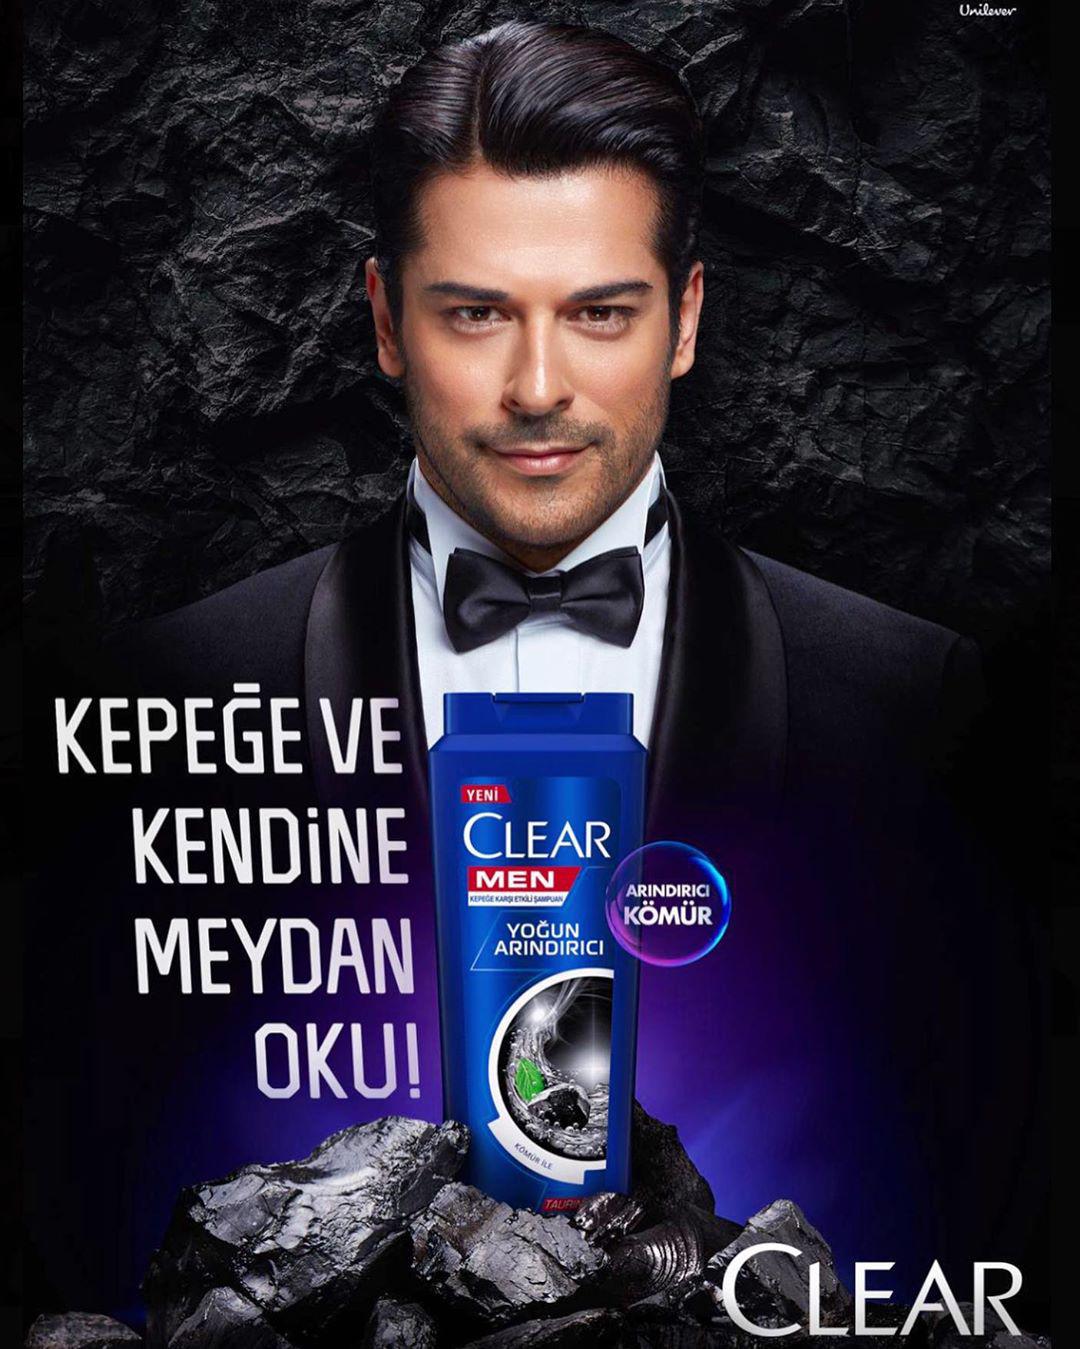 Unilever
KEPEĞE VE
KENDİNE
MEYDAN
OKU!
YENİ
CLEAR
MEN
KEPEĞE KARŞI ETKİLİ ŞAMPUAN
YOĞUN
ARINDIRICI
ARINDIRICI
KÖMÜR
KÖMÜR İLE
CLEAR